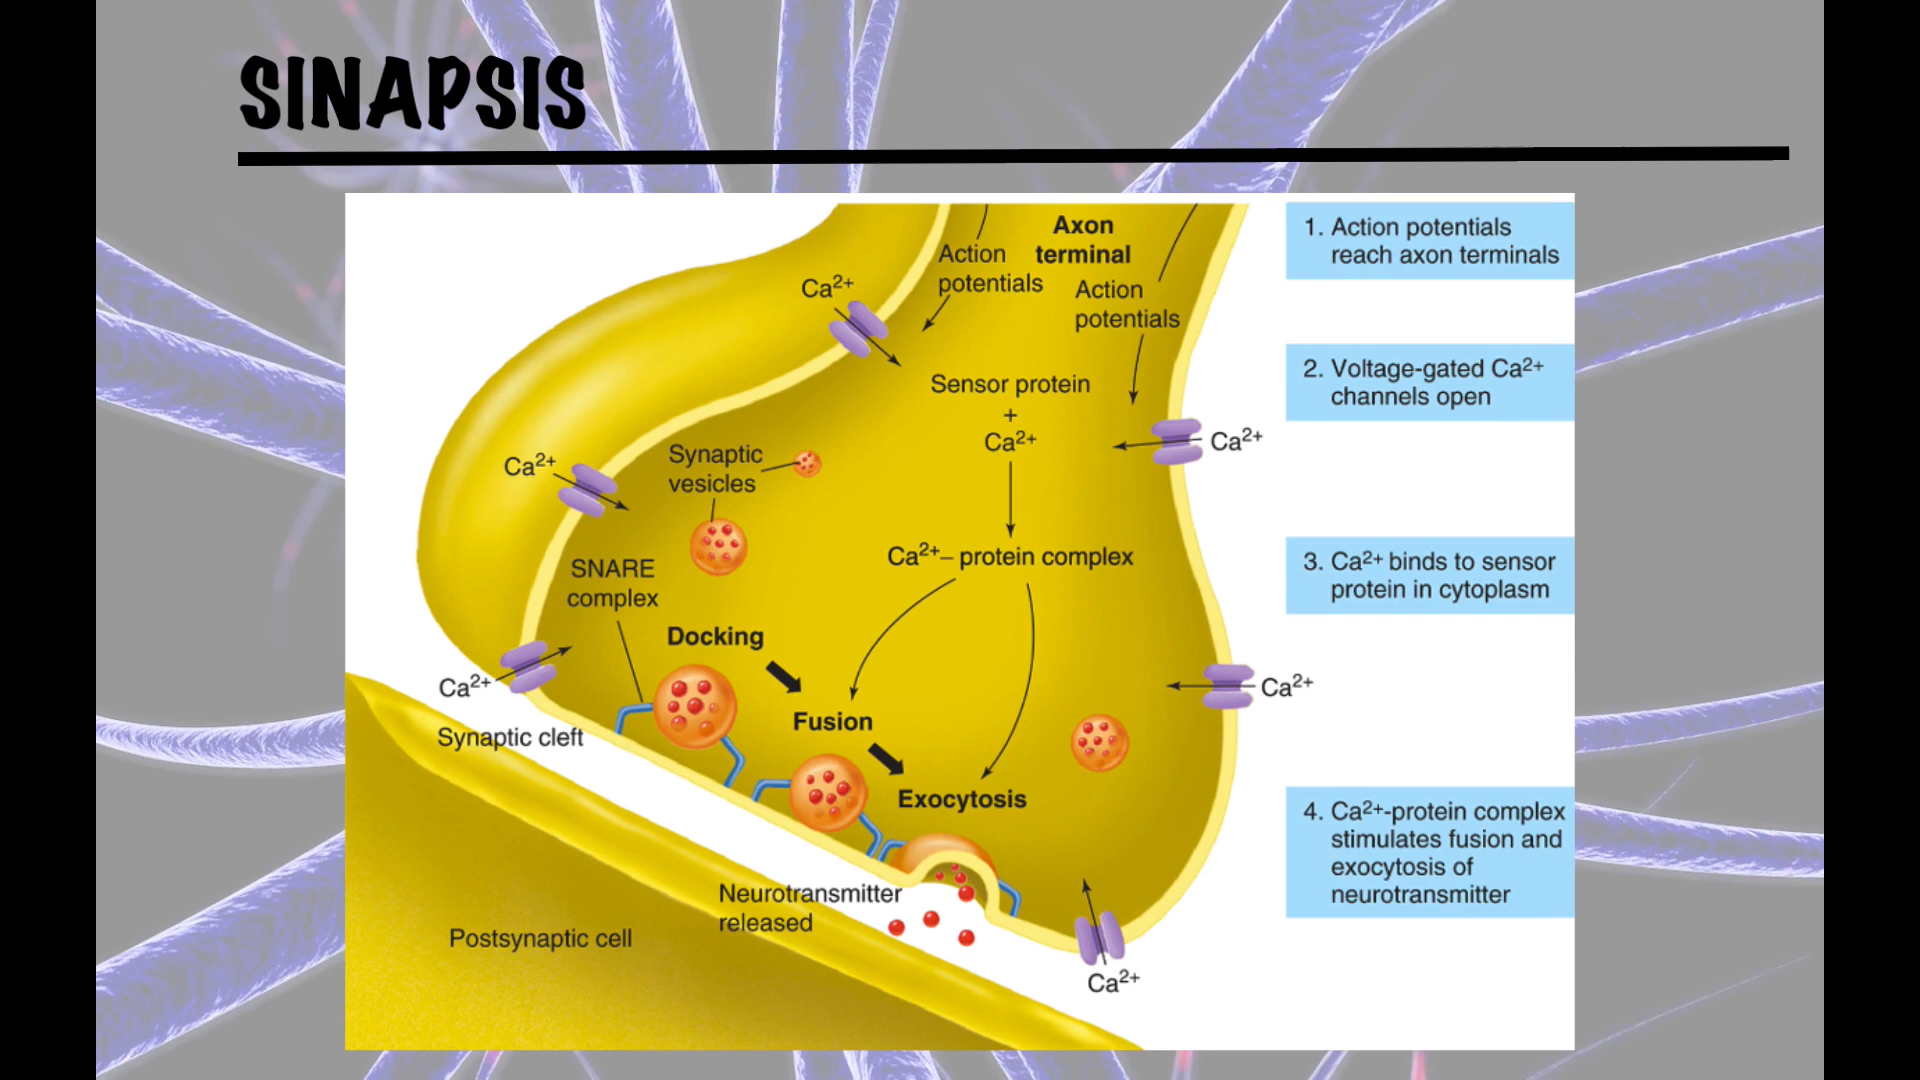 SINAPSIS
Axon
terminal
Action
potentials
Action
potentials
Ca2+
Sensor protein
+
Ca2+
Ca2+
Ca2+
Synaptic
vesicles
Ca2+– protein complex
SNARE
complex
Docking
Ca2+
Ca2+
Fusion
Synaptic cleft
Exocytosis
Neurotransmitter
released
Postsynaptic cell
Ca2+
1. Action potentials
reach axon terminals
2. Voltage-gated Ca2+
channels open
3. Ca2+ binds to sensor
protein in cytoplasm
4. Ca2+-protein complex
stimulates fusion and
exocytosis of
neurotransmitter